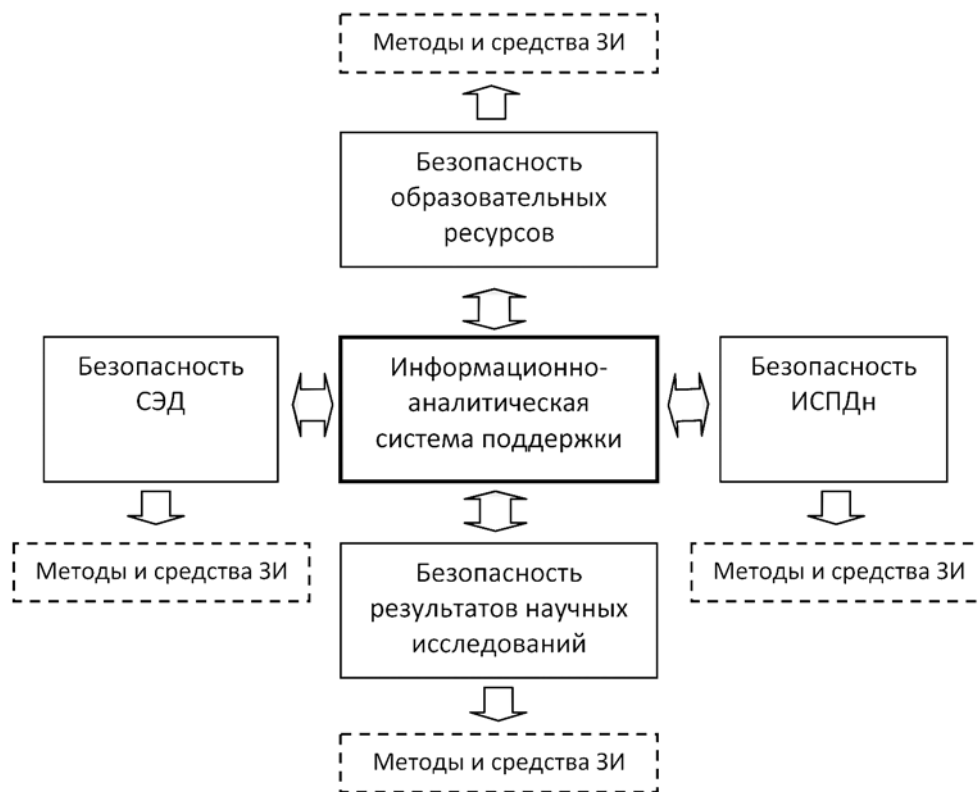 Методы и средства ЗИ
Безопасность
образовательных
ресурсов
Безопасность
СЭД
Информационно-
аналитическая
система поддержки
Безопасность
ИСПДн
Методы и средства ЗИ
Безопасность
результатов научных
исследований
Методы и средства ЗИ
Методы и средства ЗИ